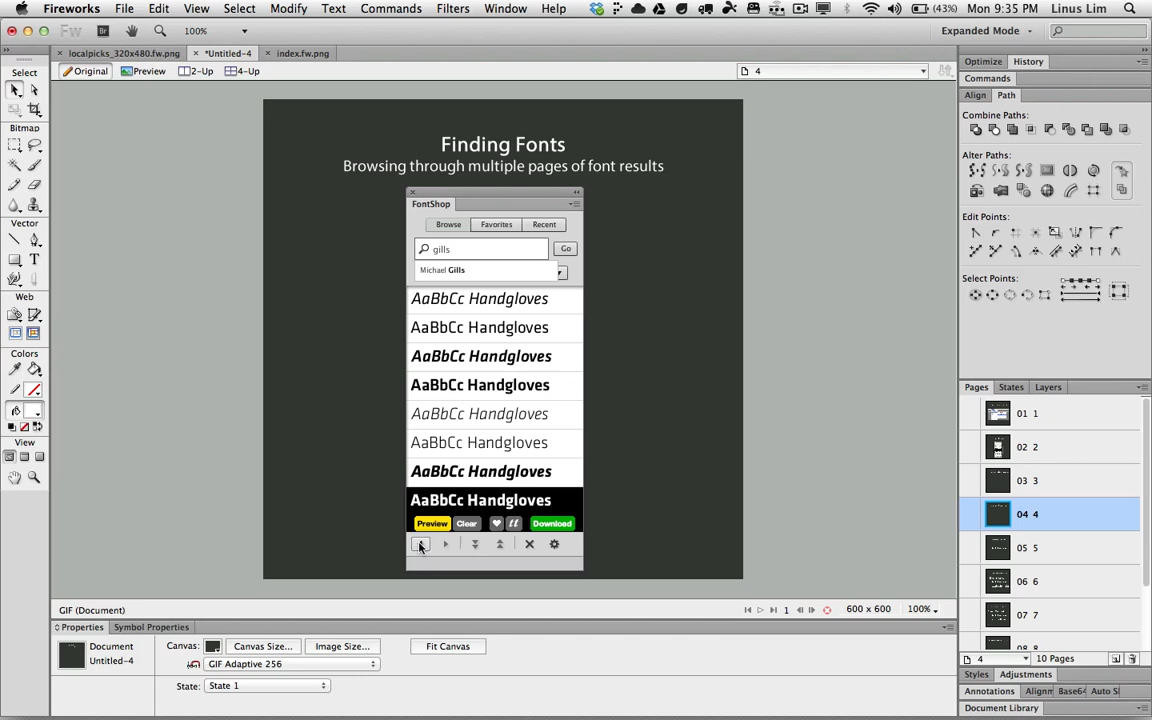 Fireworks File Edit View Select Modify Text Commands Filters Window Help (43%) Mon 9:35 PM Linus Lim
Fw Br 100% Expanded Mode
localpicks_320x480.fw.png *Untitled-4 index.fw.png
Original Preview 2-Up 4-Up 4
Select
Bitmap
Vector
Web
Colors
View
Finding Fonts
Browsing through multiple pages of font results
FontShop
Browse Favorites Recent
gills Go
Michael Gills
AaBbCc Handgloves
AaBbCc Handgloves
AaBbCc Handgloves
AaBbCc Handgloves
AaBbCc Handgloves
AaBbCc Handgloves
AaBbCc Handgloves
AaBbCc Handgloves
Preview Clear Download
Optimize History
Commands
Align Path
Combine Paths:
Alter Paths:
Edit Points:
Select Points:
Pages States Layers
01 1
02 2
03 3
04 4
05 5
06 6
07 7
08 8
4 10 Pages
Styles Adjustments
Annotations Alignm Base64 Auto S
Document Library
GIF (Document) 1 600 x 600 100%
Properties Symbol Properties
Document
Untitled-4
Canvas: Canvas Size... Image Size... Fit Canvas
GIF Adaptive 256
State: State 1